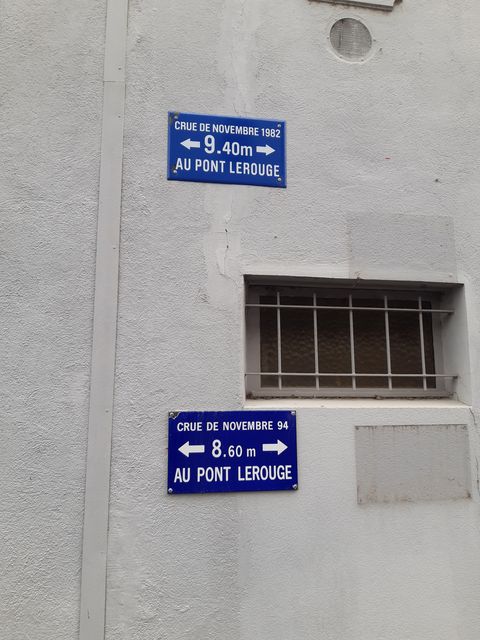 CRUE DE NOVEMBRE 1982
← 9.40m →
AU PONT LEROUGE
CRUE DE NOVEMBRE 94
← 8.60 m →
AU PONT LEROUGE